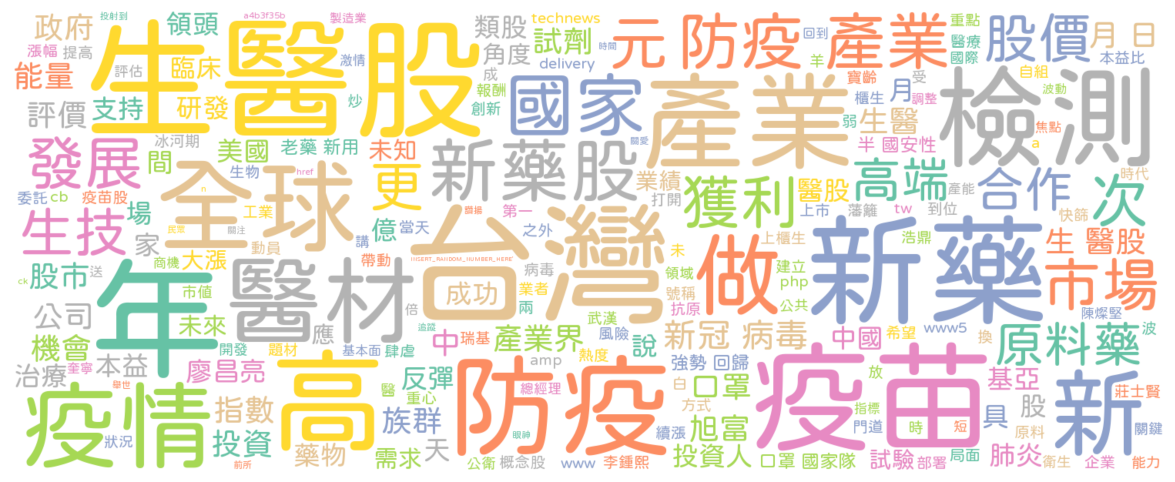 投射到
a4b3f35b
製造業
政府
領頭
漲幅
提高
激情
能量
評估
臨床
生醫股
評價
支持
研發
炒
類股
角度
成
報酬
創新
technews
試劑
delivery
時間
元
防疫
產業
回到
羊
重點
醫療
國際
股價
月
日
本益比
寶齡
受
櫃生
月
調整
自組
波動
焦點
a
弱
生醫
半
國安性
檢測
國家
產業
關愛
冰河期
發展
間
美國
老藥
新用
未知
生物
href
委託
cb
疫苗股
場
全球
n
工業
更
新藥股
業績
打開
獲利
醫股
上市
高端
藩籬
tw
合作
到位
產能
時代
次
快篩
生技
家
民眾
關注
動員
講
億
當天
帶動
第一
之外
台灣
未
上櫃生
浩鼎
新藥
生
醫股
市場
股市
送
商機
大漲
ck
市值
年
醫材
倍
病毒
業者
兩
成功
做
領域
號稱
抗原
建立
php
公共
陳燦堅
波
公司
未來
應
追蹤
中
瑞基
武漢
產業界
風險
說
新冠
病毒
中國
希望
www5
換
原料藥
機會
開發
題材
基本面
肆虐
本益
治療
奎寧
舉世
廖昌亮
反彈
醫
重心
amp
熱度
總經理
強勢
回歸
白
口罩
方式
放
指標
門道
時
短
基亞
具
股
原料
新
莊士賢
關鍵
疫情
狀況
指數
投資
廁所
高
藥物
族群
需求
天
公衛
眼神
概念股
防疫
www
李鍾熙
續漲
旭富
投資人
口罩
國家隊
疫苗
試驗
部署
局面
肺炎
衛生
企業
能力